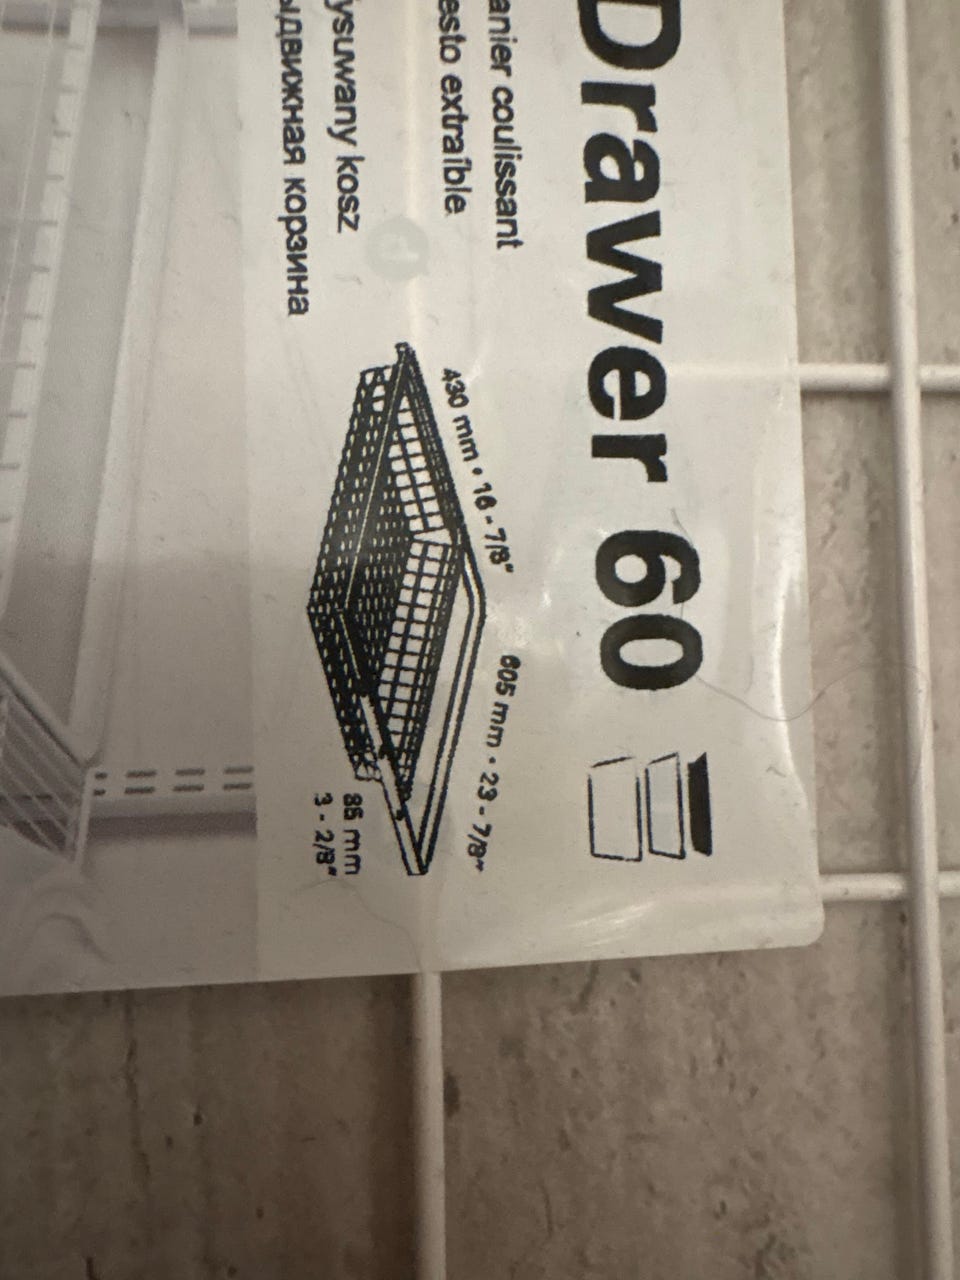 Drawer 60
anier coulissant
esto extraîble
ysuwany kosz
ыдвижная корзина
430 mm • 16 - 7/8"
605 mm • 23 - 7/8"
85 mm
3 - 2/8"